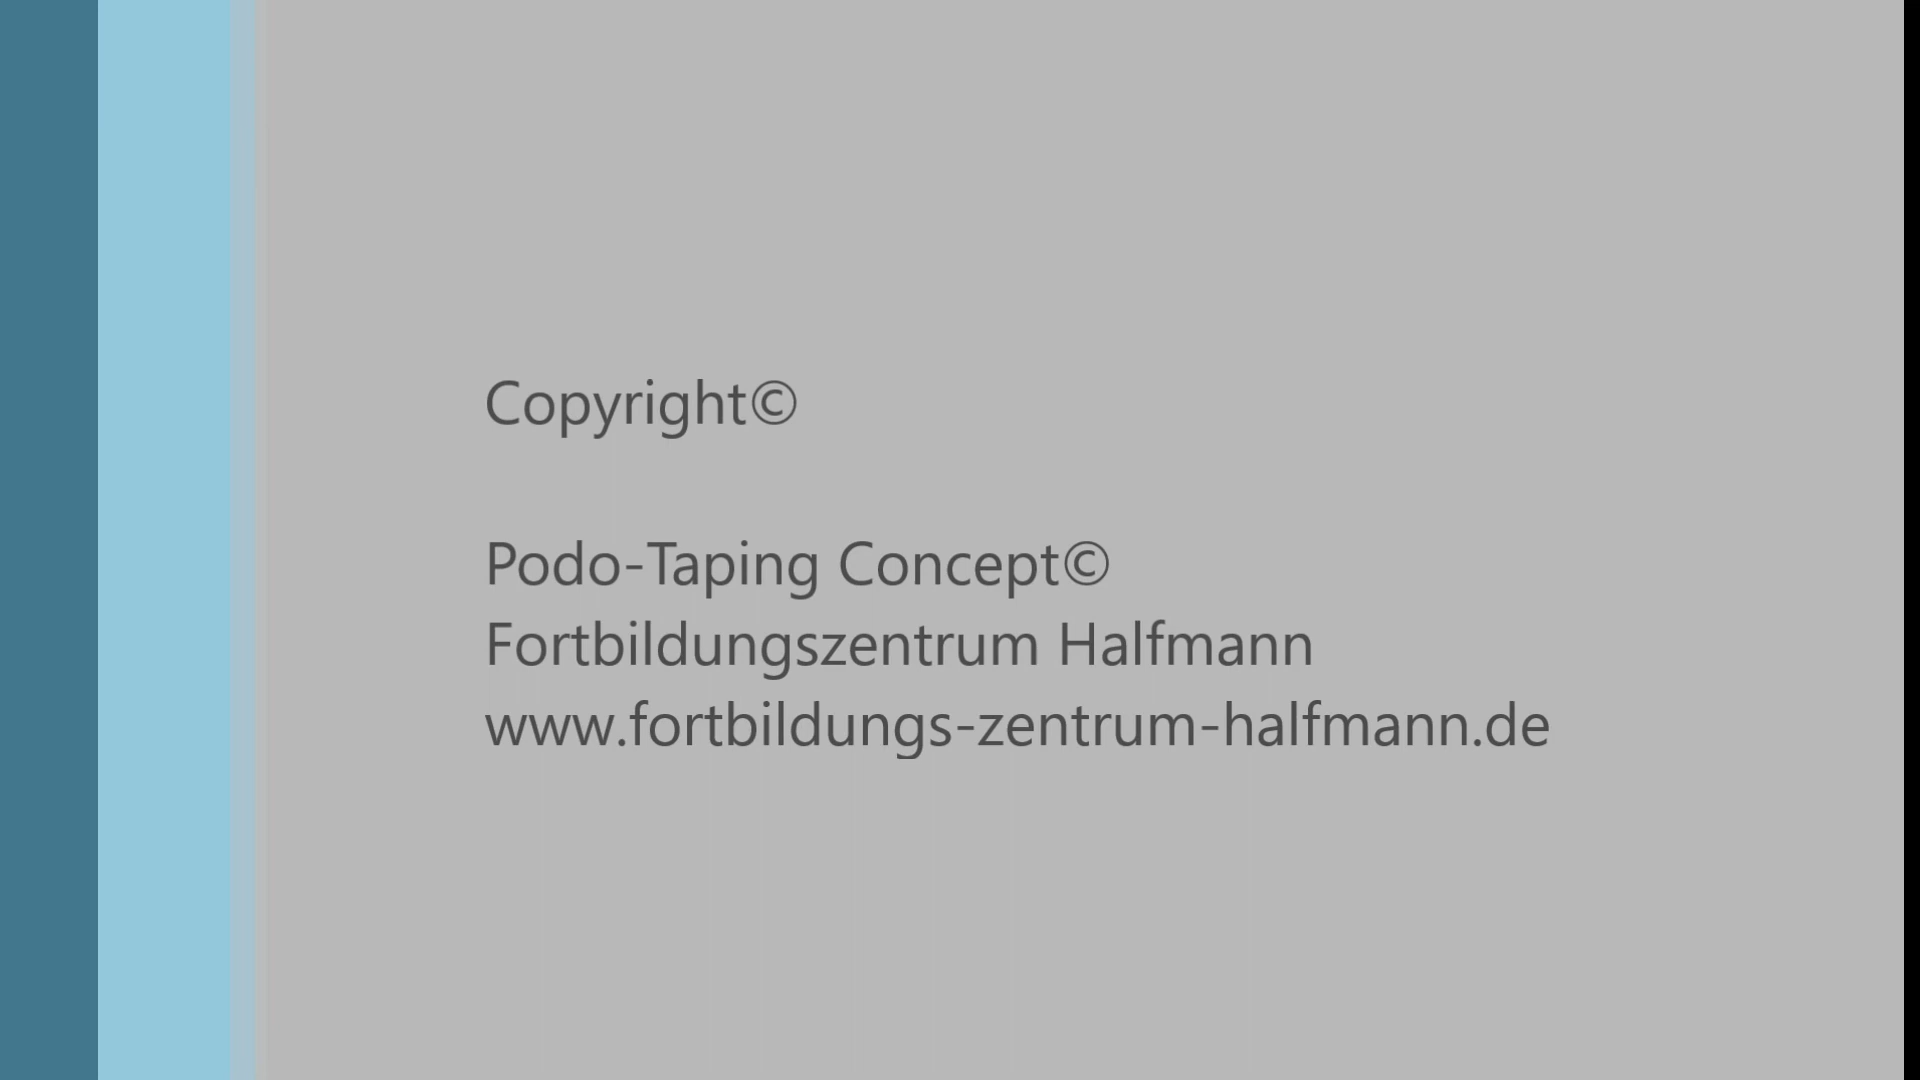 Copyright©
Podo-Taping Concept©
Fortbildungszentrum Halfmann
www.fortbildungs-zentrum-halfmann.de